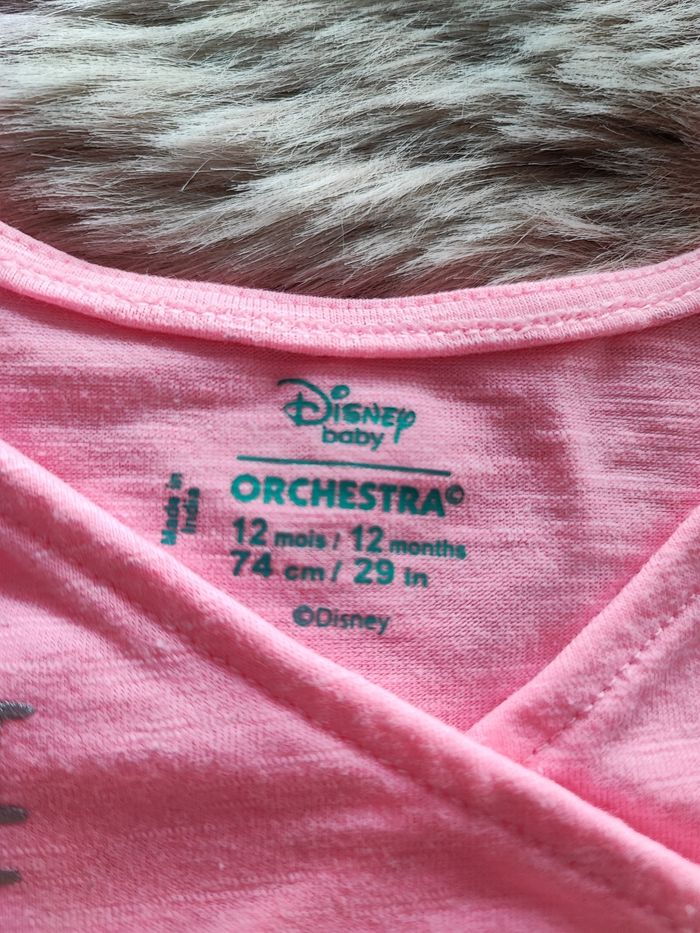 Disney
baby
ORCHESTRA©
Made in
India
12 mois / 12 months
74 cm / 29 in
©Disney